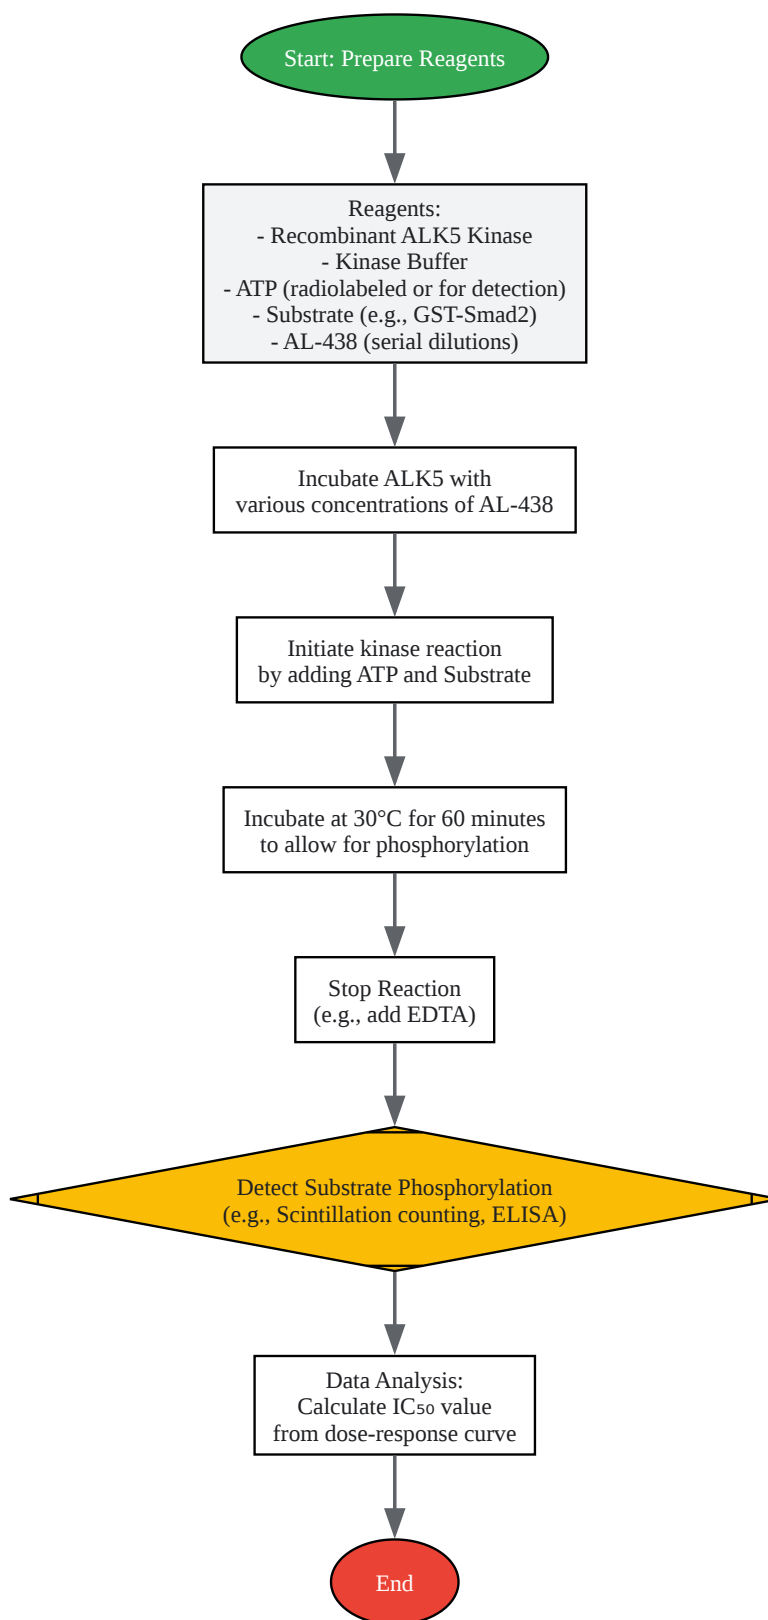 Start: Prepare Reagents
Reagents:
- Recombinant ALK5 Kinase
- Kinase Buffer
- ATP (radiolabeled or for detection)
- Substrate (e.g., GST-Smad2)
- AL-438 (serial dilutions)
Incubate ALK5 with
various concentrations of AL-438
Initiate kinase reaction
by adding ATP and Substrate
Incubate at 30°C for 60 minutes
to allow for phosphorylation
Stop Reaction
(e.g., add EDTA)
Detect Substrate Phosphorylation
(e.g., Scintillation counting, ELISA)
Data Analysis:
Calculate IC₅₀ value
from dose-response curve
End